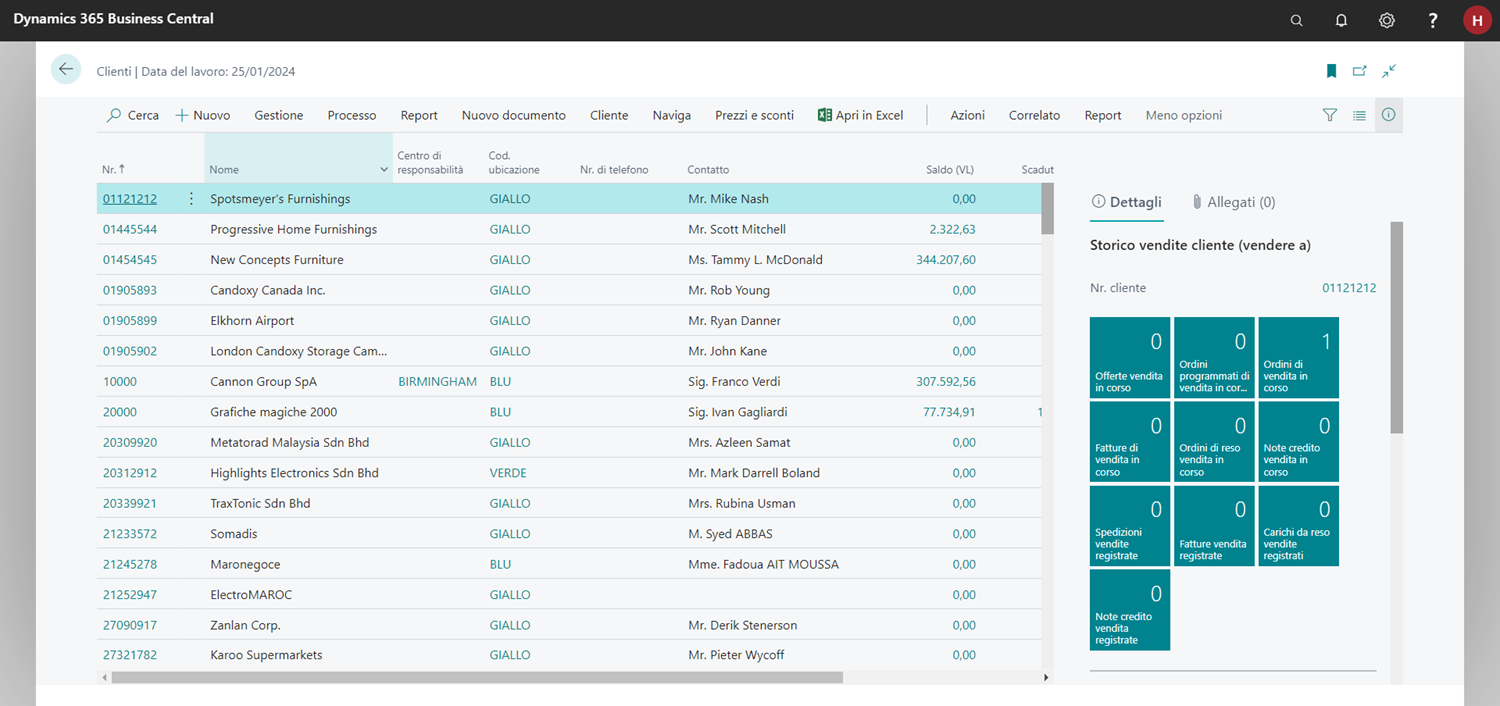 Dynamics 365 Business Central
?
H
Clienti | Data del lavoro: 25/01/2024
Cerca Nuovo Gestione Processo Report Nuovo documento Cliente Naviga Prezzi e sconti Apri in Excel Azioni Correlato Report Meno opzioni
Nr. ↑ Nome Centro di responsabilità Cod. ubicazione Nr. di telefono Contatto Saldo (VL) Scadut
01121212 Spotsmeyer's Furnishings GIALLO Mr. Mike Nash 0,00
01445544 Progressive Home Furnishings GIALLO Mr. Scott Mitchell 2.322,63
01454545 New Concepts Furniture GIALLO Ms. Tammy L. McDonald 344.207,60
01905893 Candoxy Canada Inc. GIALLO Mr. Rob Young 0,00
01905899 Elkhorn Airport GIALLO Mr. Ryan Danner 0,00
01905902 London Candoxy Storage Cam... GIALLO Mr. John Kane 0,00
10000 Cannon Group SpA BIRMINGHAM BLU Sig. Franco Verdi 307.592,56
20000 Grafiche magiche 2000 BLU Sig. Ivan Gagliardi 77.734,91 1
20309920 Metatorad Malaysia Sdn Bhd GIALLO Mrs. Azleen Samat 0,00
20312912 Highlights Electronics Sdn Bhd VERDE Mr. Mark Darrell Boland 0,00
20339921 TraxTonic Sdn Bhd GIALLO Mrs. Rubina Usman 0,00
21233572 Somadis GIALLO M. Syed ABBAS 0,00
21245278 Maronegoce BLU Mme. Fadoua AIT MOUSSA 0,00
21252947 ElectroMAROC GIALLO 0,00
27090917 Zanlan Corp. GIALLO Mr. Derik Stenerson 0,00
27321782 Karoo Supermarkets GIALLO Mr. Pieter Wycoff 0,00
Dettagli Allegati (0)
Storico vendite cliente (vendere a)
Nr. cliente 01121212
0
Offerte vendita
in corso
0
Ordini
programmati di
vendita in cor...
1
Ordini di
vendita in
corso
0
Fatture di
vendita in
corso
0
Ordini di reso
vendita in
corso
0
Note credito
vendita in
corso
0
Spedizioni
vendite
registrate
0
Fatture vendita
registrate
0
Carichi da reso
vendite
registrati
0
Note credito
vendita
registrate